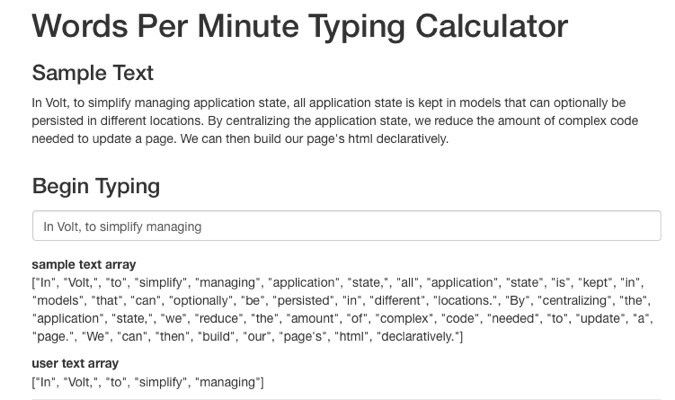 Words Per Minute Typing Calculator
Sample Text
In Volt, to simplify managing application state, all application state is kept in models that can optionally be
persisted in different locations. By centralizing the application state, we reduce the amount of complex code
needed to update a page. We can then build our page's html declaratively.
Begin Typing
In Volt, to simplify managing
sample text array
["In", "Volt,", "to", "simplify", "managing", "application", "state,", "all", "application", "state", "is", "kept", "in",
"models", "that", "can", "optionally", "be", "persisted", "in", "different", "locations.", "By", "centralizing", "the",
"application", "state,", "we", "reduce", "the", "amount", "of", "complex", "code", "needed", "to", "update", "a",
"page.", "We", "can", "then", "build", "our", "page's", "html", "declaratively."]
user text array
["In", "Volt,", "to", "simplify", "managing"]